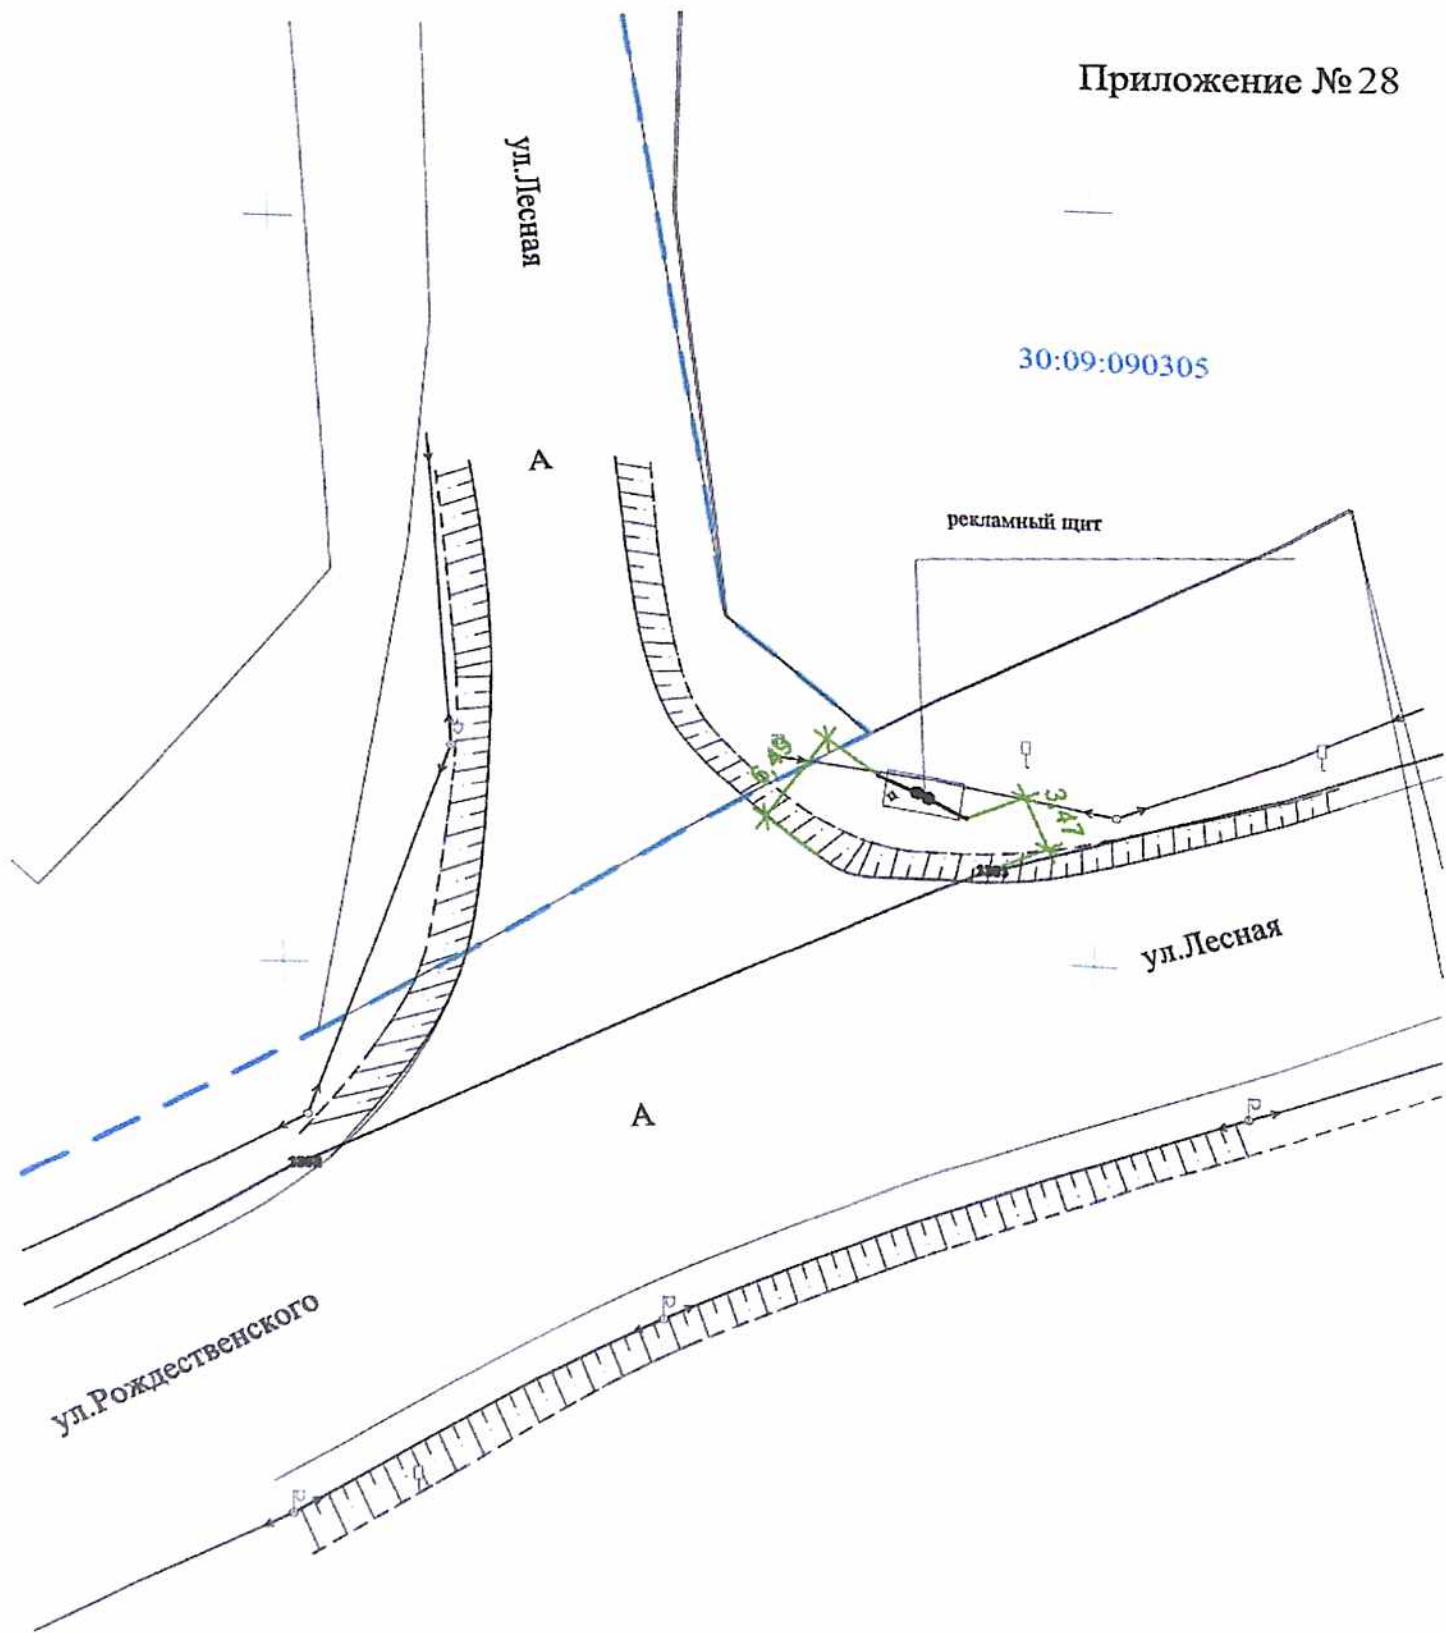 Приложение №28
ул.Лесная
30:09:090305
А
рекламный щит
3.47
ул.Лесная
А
ул.Рождественского